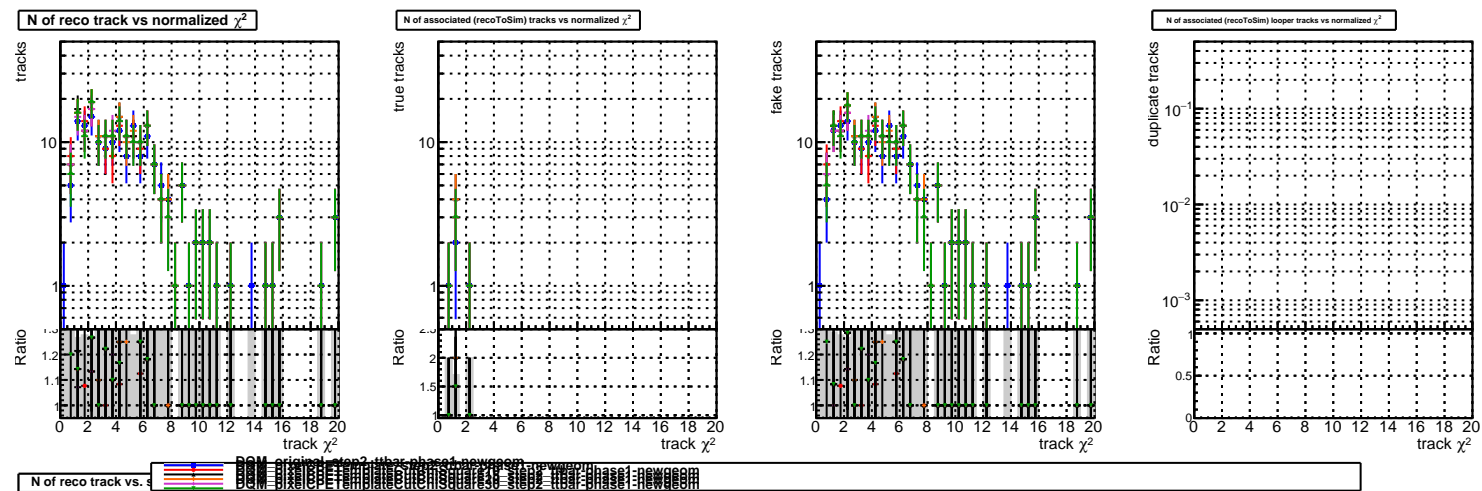 N of reco track vs normalized χ²
tracks
10
1
Ratio
1.3
1.2
1.1
1
0 2 4 6 8 10 12 14 16 18 20
track χ²
N of associated (recoToSim) tracks vs normalized χ²
true tracks
10
1
Ratio
2.5
2
1.5
1
0 2 4 6 8 10 12 14 16 18 20
track χ²
fake tracks
10
1
Ratio
1.3
1.2
1.1
1
0 2 4 6 8 10 12 14 16 18 20
track χ²
N of associated (recoToSim) looper tracks vs normalized χ²
duplicate tracks
10⁻¹
10⁻²
10⁻³
Ratio
1
0.5
0
0 2 4 6 8 10 12 14 16 18 20
track χ²
N of reco track vs.
DQM_original_step2_ttbar-phase1-newgeom